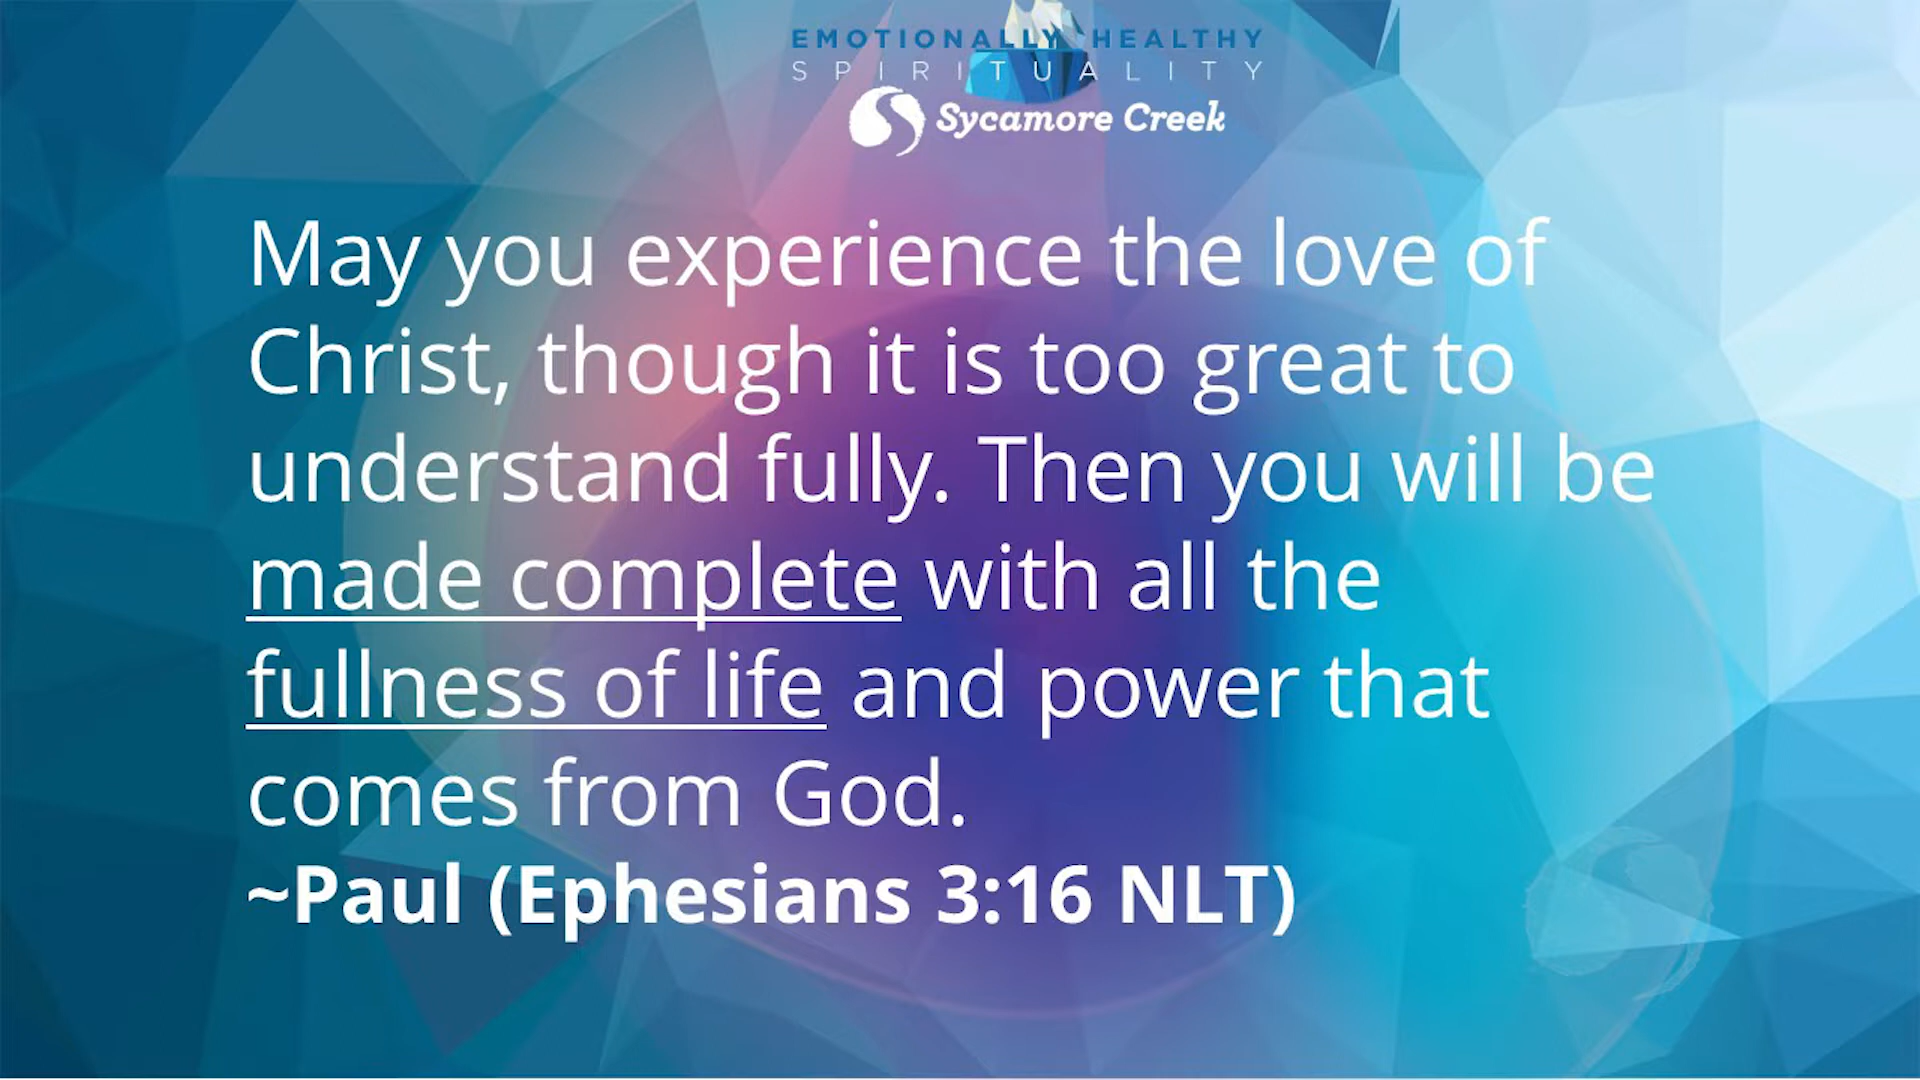 EMOTIONALLY HEALTHY
SPIRITUALITY
Sycamore Creek
May you experience the love of
Christ, though it is too great to
understand fully. Then you will be
made complete with all the
fullness of life and power that
comes from God.
~Paul (Ephesians 3:16 NLT)